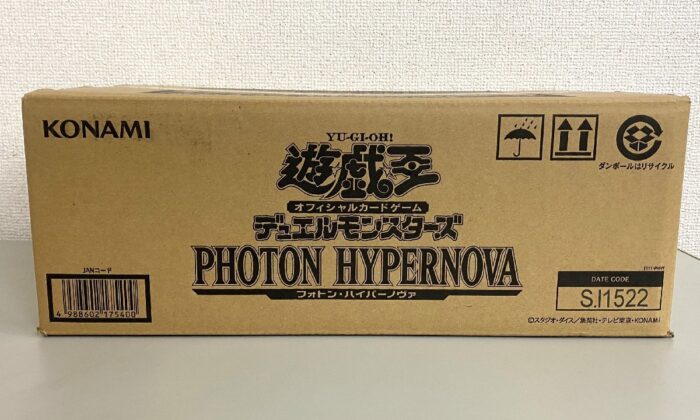 KONAMI
YU-GI-OH!
遊戯王
オフィシャルカードゲーム
デュエルモンスターズ
PHOTON HYPERNOVA
フォトン・ハイパーノヴァ
ダンボールはリサイクル
JANコード
4 988602 175400
DATE CODE
S.I1522
©スタジオ・ダイス/集英社・テレビ東京・KONAMI